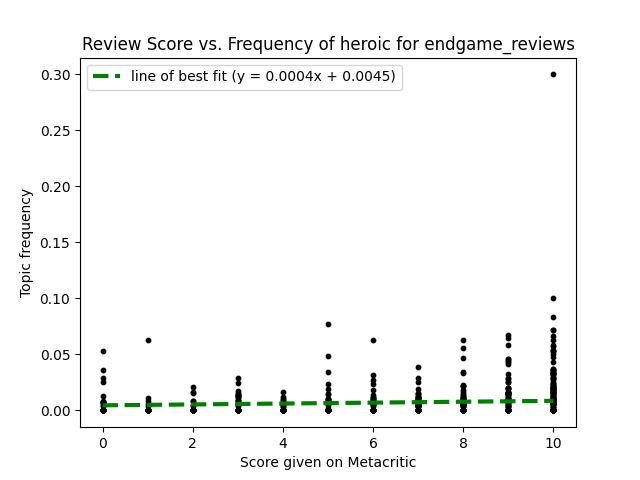 Review Score vs. Frequency of heroic for endgame_reviews
line of best fit (y = 0.0004x + 0.0045)
0.30
0.25
0.20
0.15
0.10
0.05
0.00
Topic frequency
0 2 4 6 8 10
Score given on Metacritic